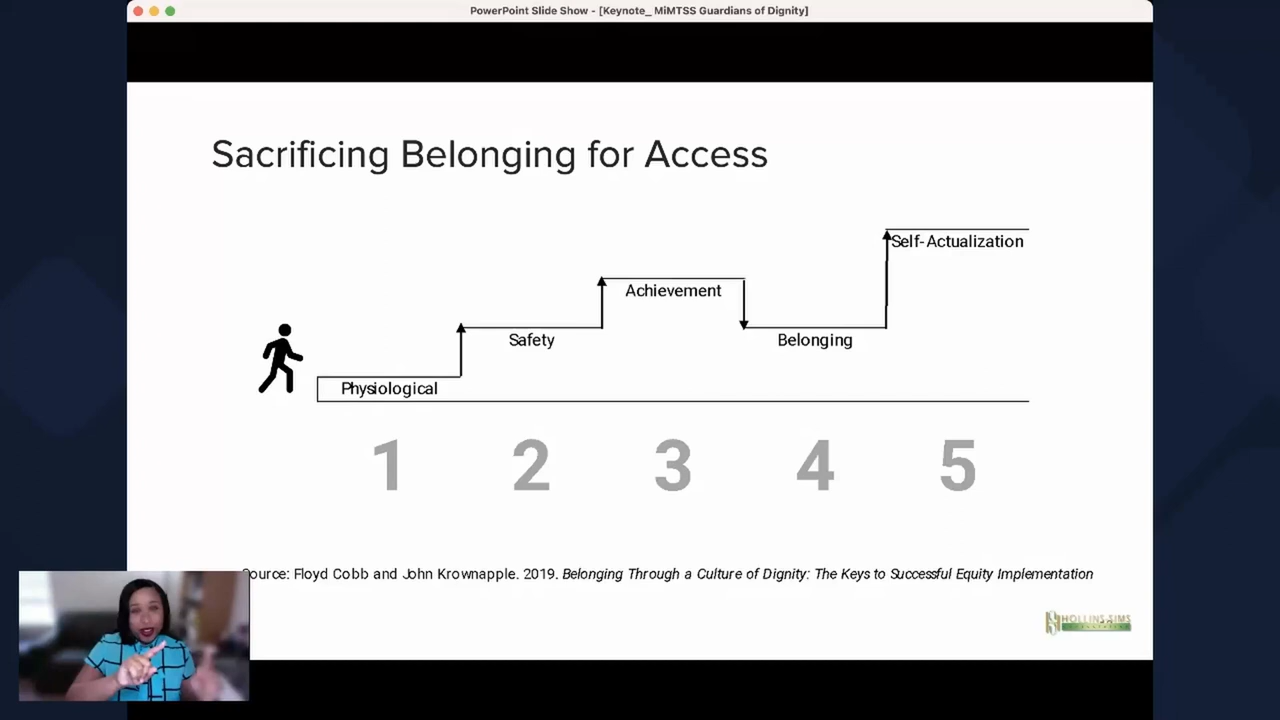 PowerPoint Slide Show - [Keynote_ MiMTSS Guardians of Dignity]
Sacrificing Belonging for Access
Self-Actualization
Achievement
Safety
Belonging
Physiological
1 2 3 4 5
ource: Floyd Cobb and John Krownapple. 2019. Belonging Through a Culture of Dignity: The Keys to Successful Equity Implementation
HOLLINS SIMS